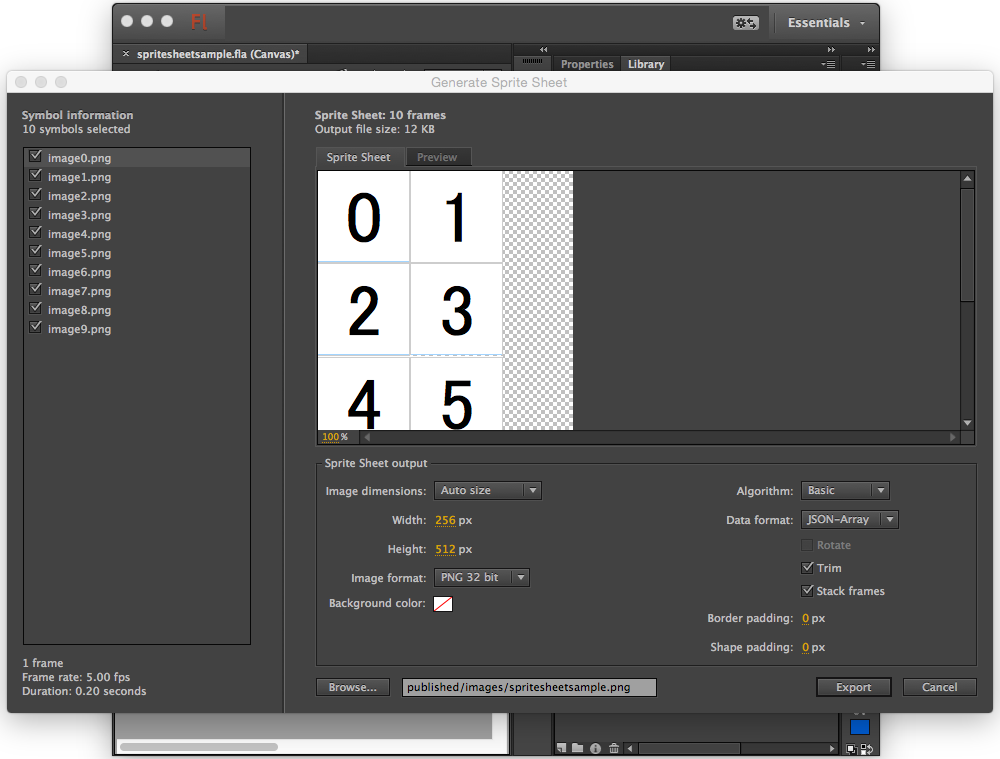 Fl
Essentials
× spritesheetsample.fla (Canvas)*
Properties
Library
Generate Sprite Sheet
Symbol information
10 symbols selected
image0.png
image1.png
image2.png
image3.png
image4.png
image5.png
image6.png
image7.png
image8.png
image9.png
1 frame
Frame rate: 5.00 fps
Duration: 0.20 seconds
Sprite Sheet: 10 frames
Output file size: 12 KB
Sprite Sheet
Preview
0 1
2 3
4 5
100 %
Sprite Sheet output
Image dimensions: Auto size
Width: 256 px
Height: 512 px
Image format: PNG 32 bit
Background color:
Algorithm: Basic
Data format: JSON-Array
Rotate
Trim
Stack frames
Border padding: 0 px
Shape padding: 0 px
Browse... published/images/spritesheetsample.png
Export
Cancel